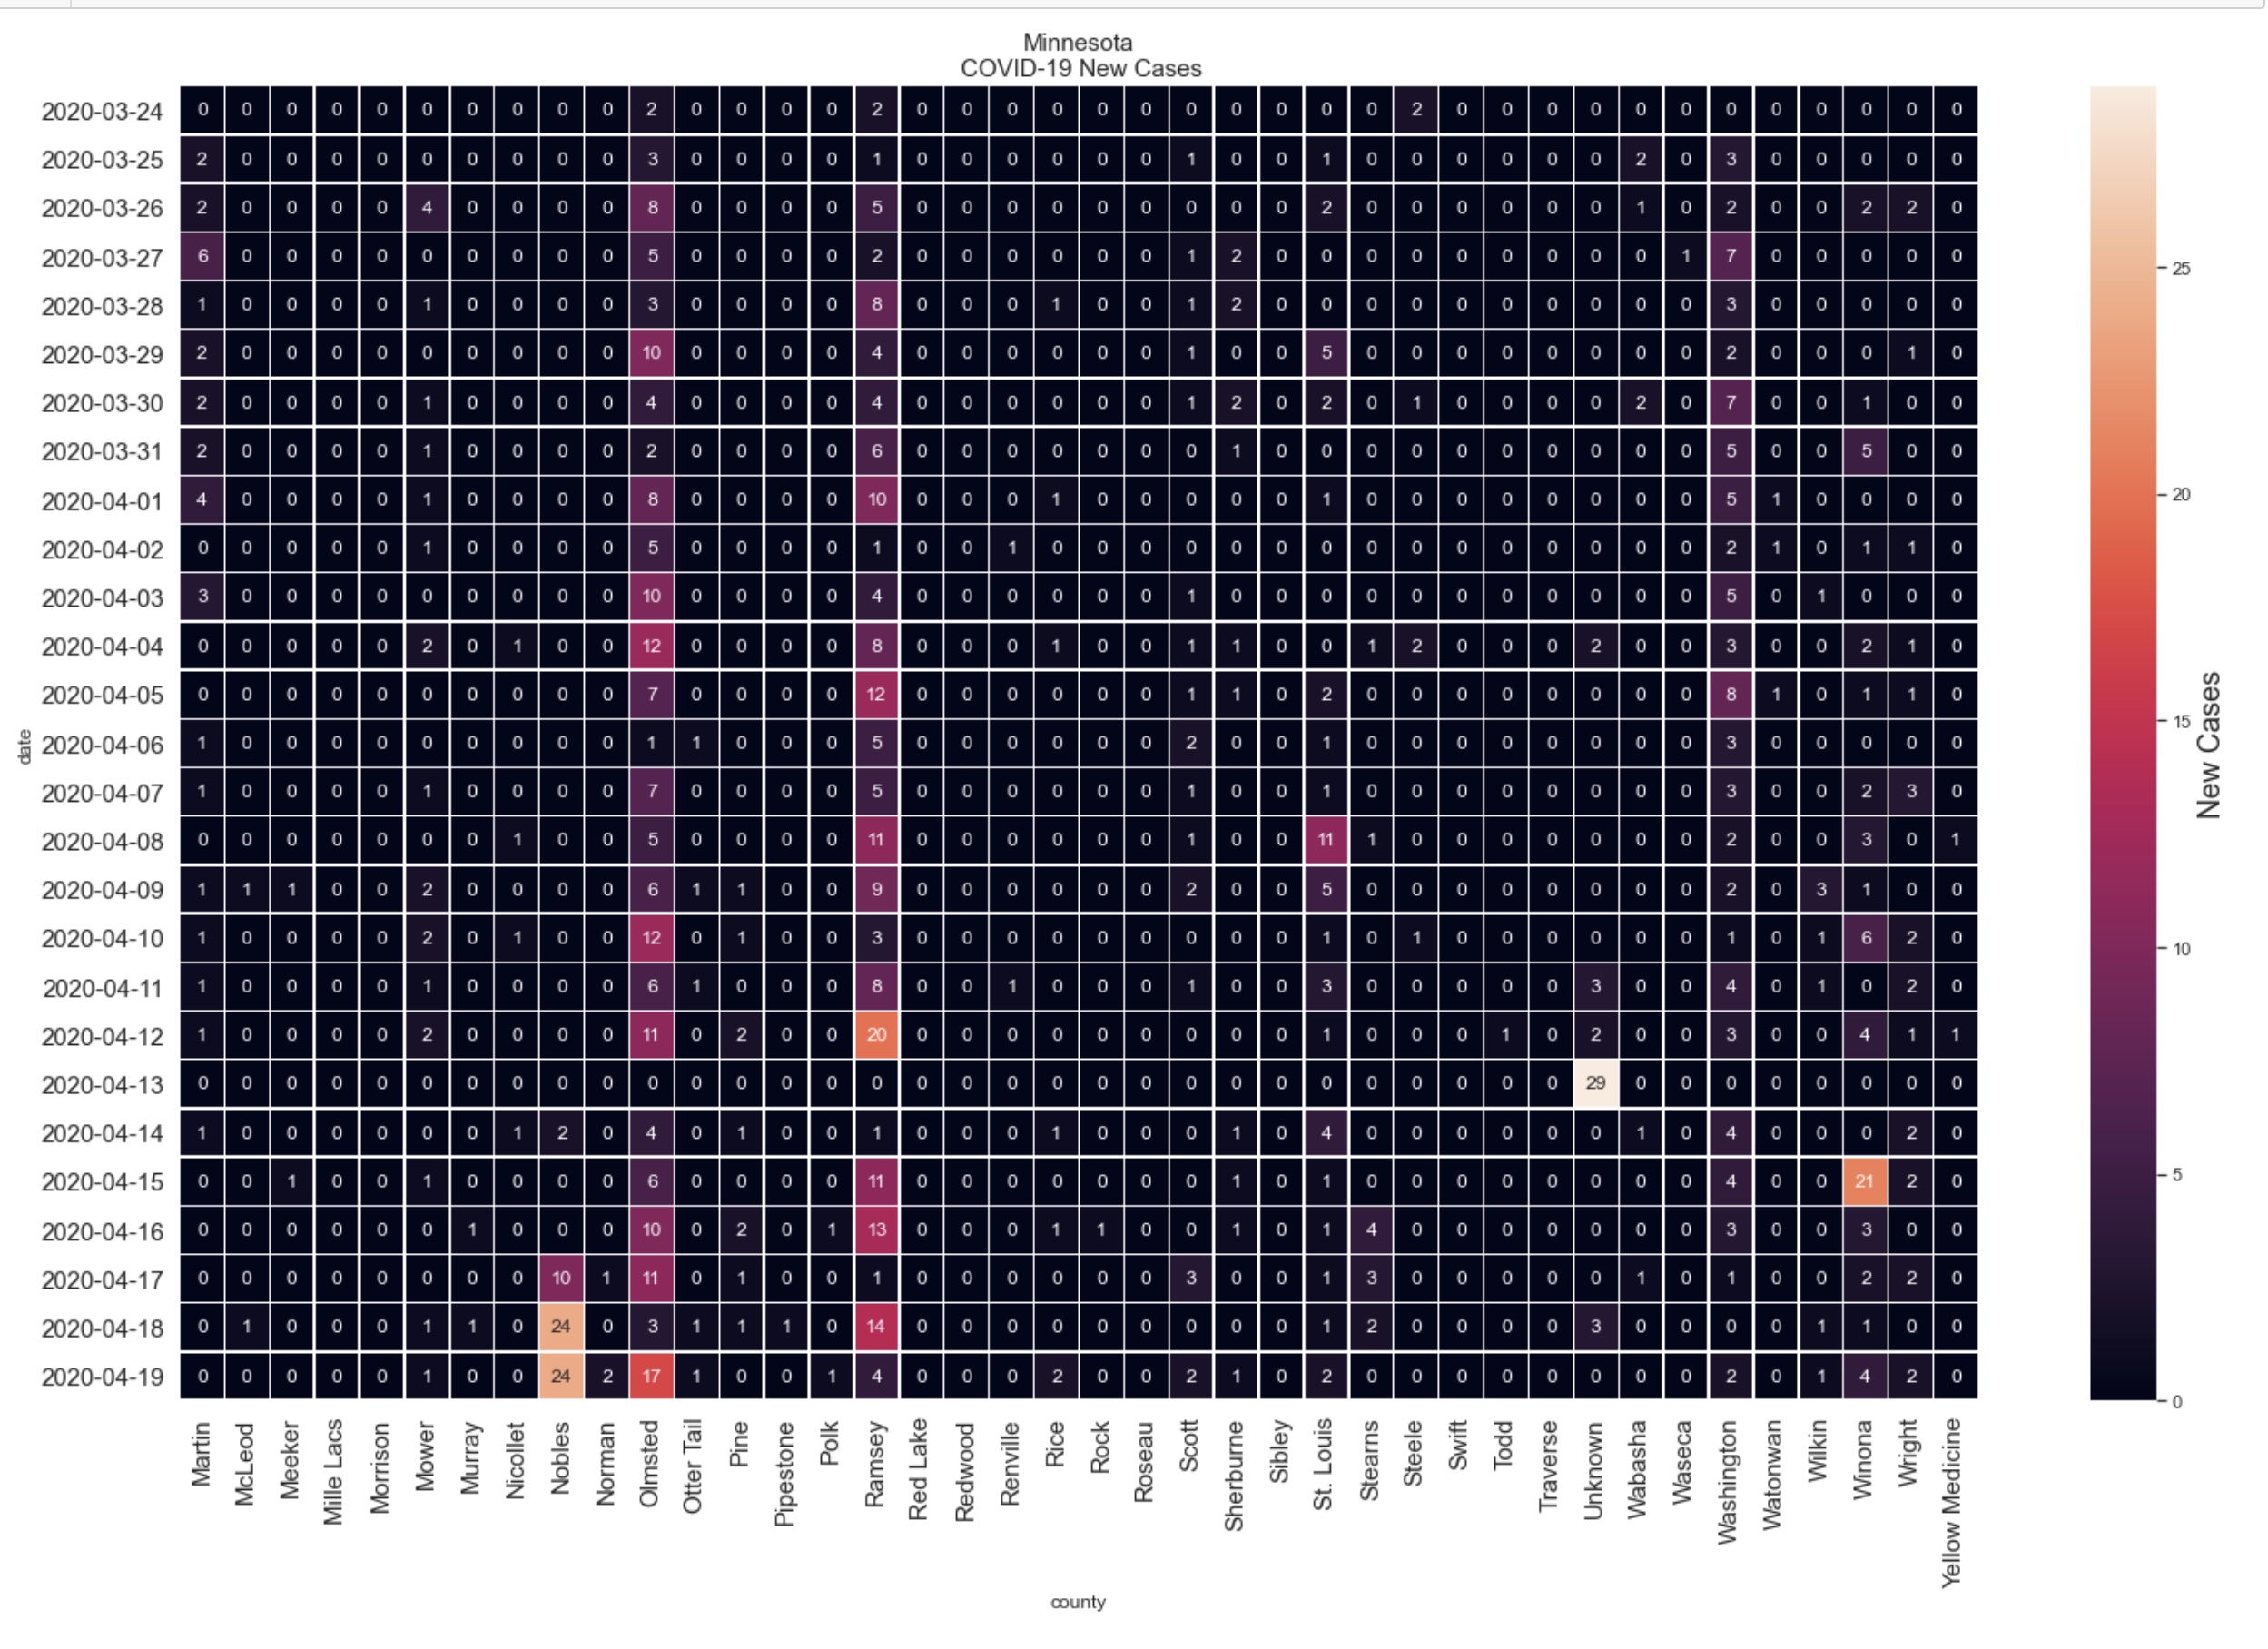 Minnesota
COVID-19 New Cases
2020-03-24 0 0 0 0 0 0 0 0 0 0 2 0 0 0 0 2 0 0 0 0 0 0 0 0 0 0 0 2 0 0 0 0 0 0 0 0 0 0 0 0
2020-03-25 2 0 0 0 0 0 0 0 0 0 3 0 0 0 0 1 0 0 0 0 0 0 1 0 0 1 0 0 0 0 0 0 2 0 3 0 0 0 0 0
2020-03-26 2 0 0 0 0 4 0 0 0 0 8 0 0 0 0 5 0 0 0 0 0 0 0 0 0 2 0 0 0 0 0 0 1 0 2 0 0 2 2 0
2020-03-27 6 0 0 0 0 0 0 0 0 0 5 0 0 0 0 2 0 0 0 0 0 0 1 2 0 0 0 0 0 0 0 0 0 1 7 0 0 0 0 0
25
2020-03-28 1 0 0 0 0 1 0 0 0 0 3 0 0 0 0 8 0 0 0 1 0 0 1 2 0 0 0 0 0 0 0 0 0 0 3 0 0 0 0 0
2020-03-29 2 0 0 0 0 0 0 0 0 0 10 0 0 0 0 4 0 0 0 0 0 0 1 0 0 5 0 0 0 0 0 0 0 0 2 0 0 0 1 0
2020-03-30 2 0 0 0 0 1 0 0 0 0 4 0 0 0 0 4 0 0 0 0 0 0 1 2 0 2 0 1 0 0 0 0 2 0 7 0 0 1 0 0
2020-03-31 2 0 0 0 0 1 0 0 0 0 2 0 0 0 0 6 0 0 0 0 0 0 0 1 0 0 0 0 0 0 0 0 0 0 5 0 0 5 0 0
2020-04-01 4 0 0 0 0 1 0 0 0 0 8 0 0 0 0 10 0 0 0 1 0 0 0 0 0 1 0 0 0 0 0 0 0 0 5 1 0 0 0 0
20
2020-04-02 0 0 0 0 0 1 0 0 0 0 5 0 0 0 0 1 0 0 1 0 0 0 0 0 0 0 0 0 0 0 0 0 0 0 2 1 0 1 1 0
2020-04-03 3 0 0 0 0 0 0 0 0 0 10 0 0 0 0 4 0 0 0 0 0 0 1 0 0 0 0 0 0 0 0 0 0 0 5 0 1 0 0 0
2020-04-04 0 0 0 0 0 2 0 1 0 0 12 0 0 0 0 8 0 0 0 1 0 0 1 1 0 0 1 2 0 0 0 2 0 0 3 0 0 2 1 0
2020-04-05 0 0 0 0 0 0 0 0 0 0 7 0 0 0 0 12 0 0 0 0 0 0 1 1 0 2 0 0 0 0 0 0 0 0 8 1 0 1 1 0
15
date
New Cases
2020-04-06 1 0 0 0 0 0 0 0 0 0 1 1 0 0 0 5 0 0 0 0 0 0 2 0 0 1 0 0 0 0 0 0 0 0 3 0 0 0 0 0
2020-04-07 1 0 0 0 0 1 0 0 0 0 7 0 0 0 0 5 0 0 0 0 0 0 1 0 0 1 0 0 0 0 0 0 0 0 3 0 0 2 3 0
2020-04-08 0 0 0 0 0 0 0 1 0 0 5 0 0 0 0 11 0 0 0 0 0 0 1 0 0 11 1 0 0 0 0 0 0 0 2 0 0 3 0 1
2020-04-09 1 1 1 0 0 2 0 0 0 0 6 1 1 0 0 9 0 0 0 0 0 0 2 0 0 5 0 0 0 0 0 0 0 0 2 0 3 1 0 0
2020-04-10 1 0 0 0 0 2 0 1 0 0 12 0 1 0 0 3 0 0 0 0 0 0 0 0 0 1 0 1 0 0 0 0 0 0 1 0 1 6 2 0
10
2020-04-11 1 0 0 0 0 1 0 0 0 0 6 1 0 0 0 8 0 0 1 0 0 0 1 0 0 3 0 0 0 0 0 3 0 0 4 0 1 0 2 0
2020-04-12 1 0 0 0 0 2 0 0 0 0 11 0 2 0 0 20 0 0 0 0 0 0 0 0 0 1 0 0 0 1 0 2 0 0 3 0 0 4 1 1
2020-04-13 0 0 0 0 0 0 0 0 0 0 0 0 0 0 0 0 0 0 0 0 0 0 0 0 0 0 0 0 0 0 0 29 0 0 0 0 0 0 0 0
2020-04-14 1 0 0 0 0 0 0 1 2 0 4 0 1 0 0 1 0 0 0 1 0 0 0 1 0 4 0 0 0 0 0 0 1 0 4 0 0 0 2 0
2020-04-15 0 0 1 0 0 1 0 0 0 0 6 0 0 0 0 11 0 0 0 0 0 0 0 1 0 1 0 0 0 0 0 0 0 0 4 0 0 21 2 0
5
2020-04-16 0 0 0 0 0 0 1 0 0 0 10 0 2 0 1 13 0 0 0 1 1 0 0 1 0 1 4 0 0 0 0 0 0 0 3 0 0 3 0 0
2020-04-17 0 0 0 0 0 0 0 0 10 1 11 0 1 0 0 1 0 0 0 0 0 0 3 0 0 1 3 0 0 0 0 0 1 0 1 0 0 2 2 0
2020-04-18 0 1 0 0 0 1 1 0 24 0 3 1 1 1 0 14 0 0 0 0 0 0 0 0 0 1 2 0 0 0 0 3 0 0 0 0 1 1 0 0
2020-04-19 0 0 0 0 0 1 0 0 24 2 17 1 0 0 1 4 0 0 0 2 0 0 2 1 0 2 0 0 0 0 0 0 0 0 2 0 1 4 2 0
0
Martin
McLeod
Meeker
Mille Lacs
Morrison
Mower
Murray
Nicollet
Nobles
Norman
Olmsted
Otter Tail
Pine
Pipestone
Polk
Ramsey
Red Lake
Redwood
Renville
Rice
Rock
Roseau
Scott
Sherburne
Sibley
St. Louis
Stearns
Steele
Swift
Todd
Traverse
Unknown
Wabasha
Waseca
Washington
Watonwan
Wilkin
Winona
Wright
Yellow Medicine
county